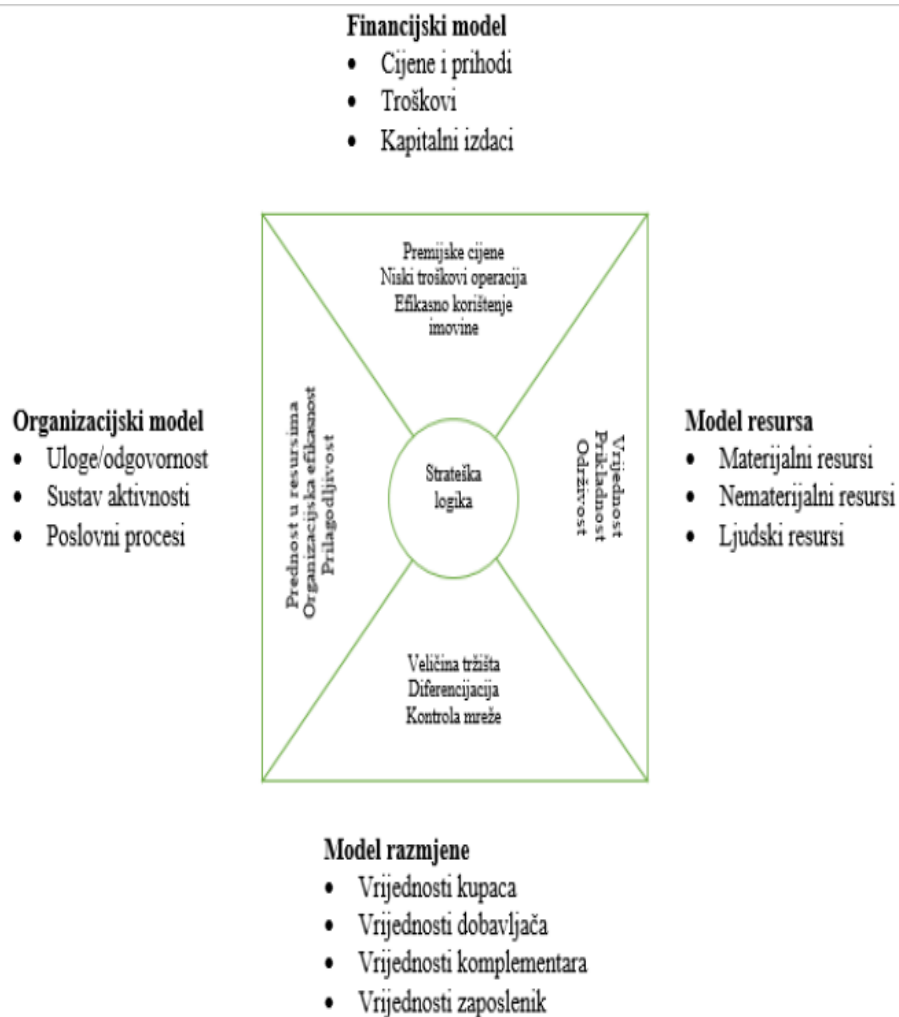 Financijski model
• Cijene i prihodi
• Troškovi
• Kapitalni izdaci
Premijske cijene
Niski troškovi operacija
Efikasno korištenje
imovine
Organizacijski model
• Uloge/odgovornost
• Sustav aktivnosti
• Poslovni procesi
Prednost u resursima
Organizacijska efikasnost
Prilagodljivost
Strateška
logika
Vrijednost
Prikladnost
Održivost
Model resursa
• Materijalni resursi
• Nematerijalni resursi
• Ljudski resursi
Veličina tržišta
Diferencijacija
Kontrola mreže
Model razmjene
• Vrijednosti kupaca
• Vrijednosti dobavljača
• Vrijednosti komplementara
• Vrijednosti zaposlenik